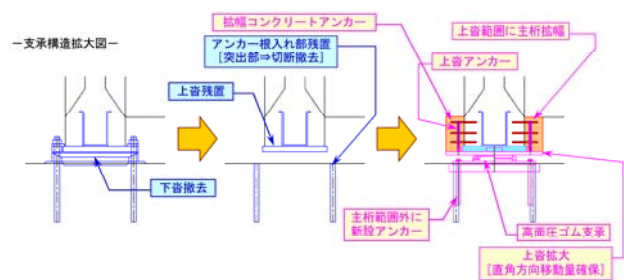 －支承構造拡大図－
下沓撤去
上沓残置
アンカー根入れ部残置
[突出部⇒切断撤去]
拡幅コンクリートアンカー
上沓アンカー
上沓範囲に主桁拡幅
主桁範囲外に
新設アンカー
高面圧ゴム支承
上沓拡大
[直角方向移動量確保]